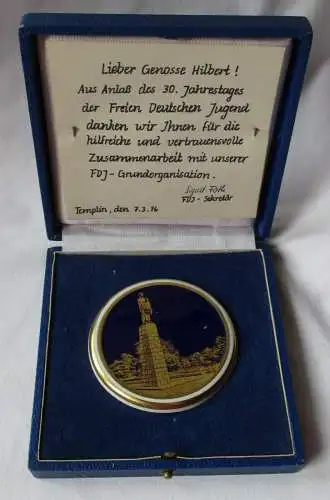 Lieber Genosse Hilbert !
Aus Anlaß des 30. Jahrestages
der Freien Deutschen Jugend
danken wir Ihnen für die
hilfreiche und vertrauensvolle
Zusammenarbeit mit unserer
FDJ-Grundorganisation.
FDJ-Sekretär
Templin, den 7.3.76